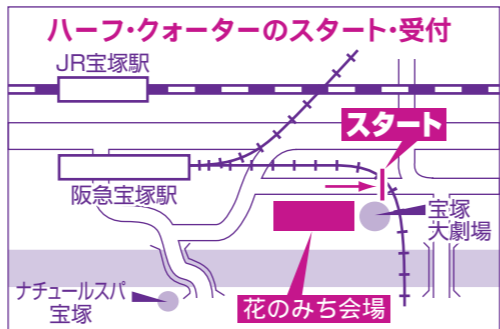 ハーフ・クォーターのスタート・受付
JR宝塚駅
スタート
阪急宝塚駅
宝塚
大劇場
ナチュールスパ
宝塚
花のみち会場